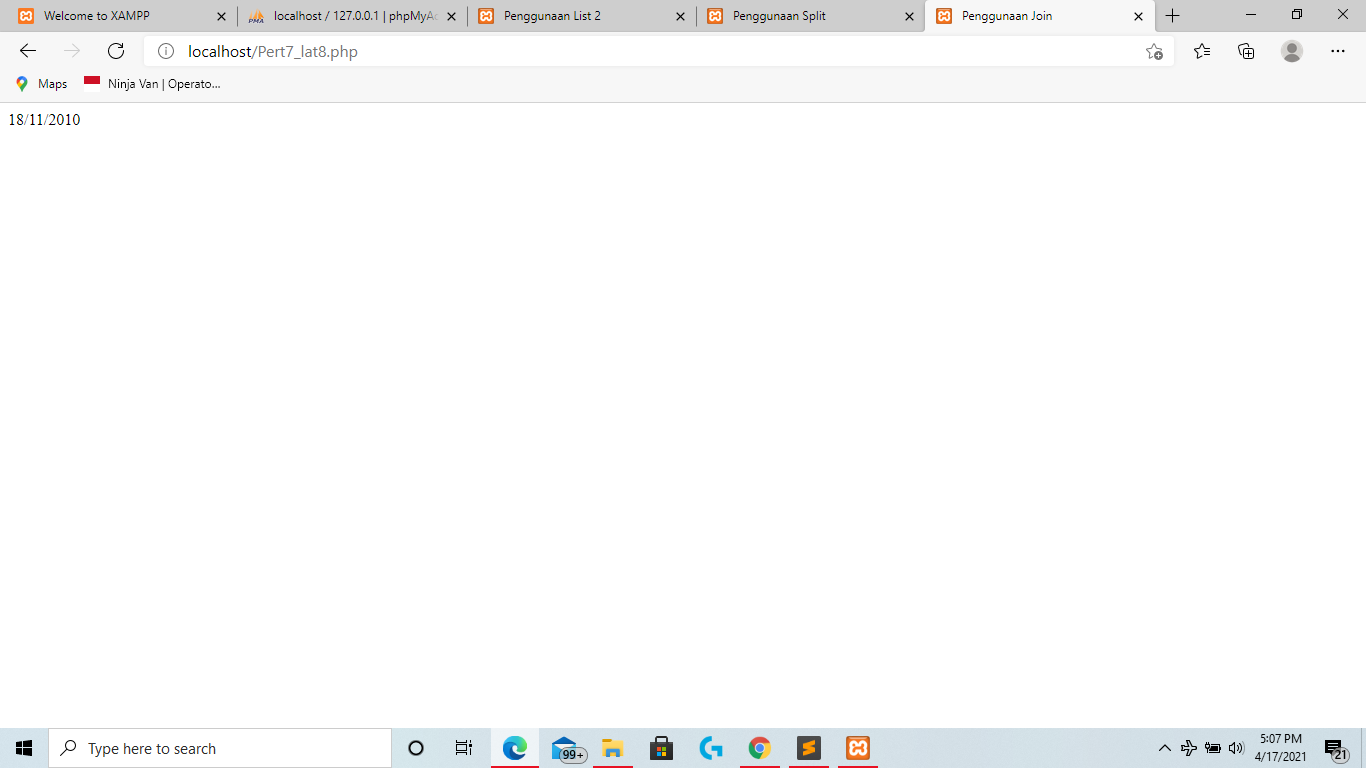 Welcome to XAMPP
localhost / 127.0.0.1 | phpMyAc
Penggunaan List 2
Penggunaan Split
Penggunaan Join
localhost/Pert7_lat8.php
Maps
Ninja Van | Operato...
18/11/2010
Type here to search
99+
5:07 PM
4/17/2021
21